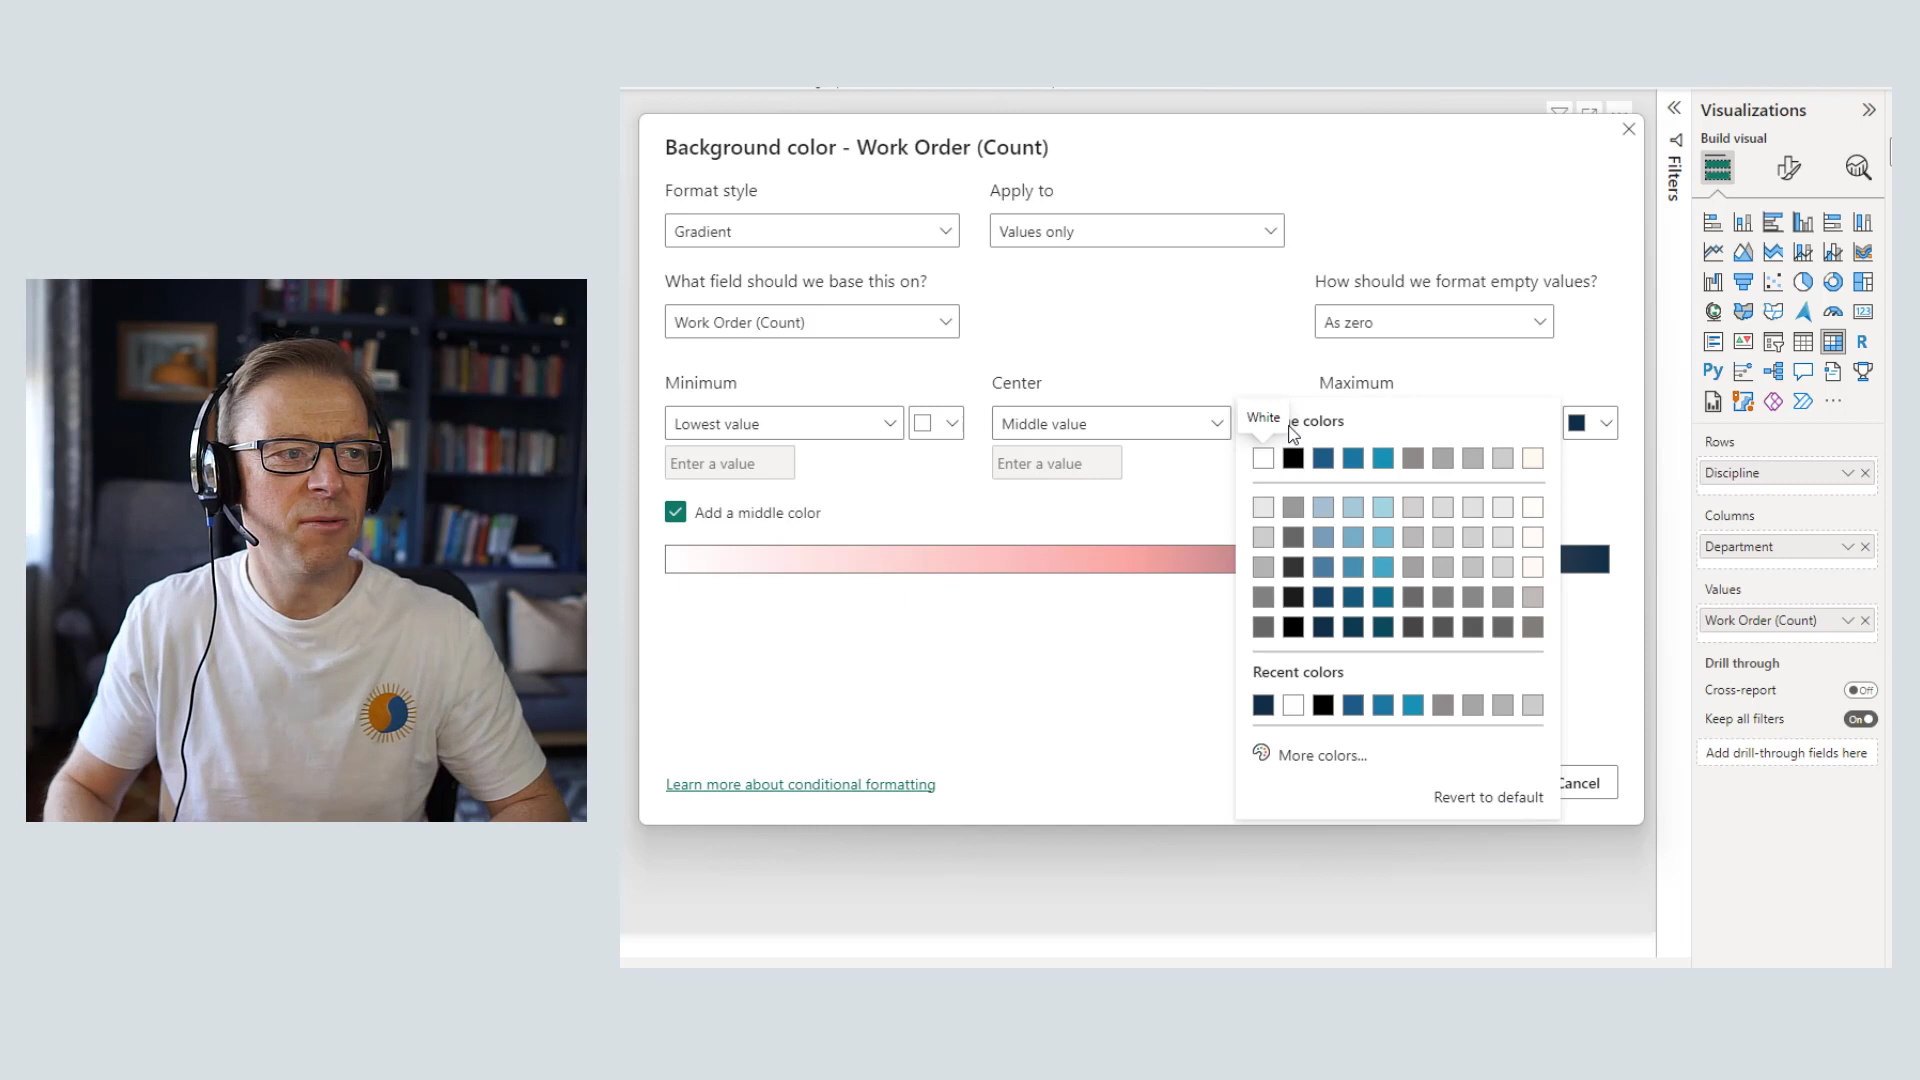 Background color - Work Order (Count)
Format style
Apply to
Gradient
Values only
What field should we base this on?
How should we format empty values?
Work Order (Count)
As zero
Minimum
Center
Maximum
Lowest value
Middle value
Enter a value
Enter a value
Add a middle color
White
colors
Recent colors
More colors...
Revert to default
Learn more about conditional formatting
Cancel
Filters
Visualizations
Build visual
123
R
Py
Rows
Discipline
Columns
Department
Values
Work Order (Count)
Drill through
Cross-report
Off
Keep all filters
On
Add drill-through fields here